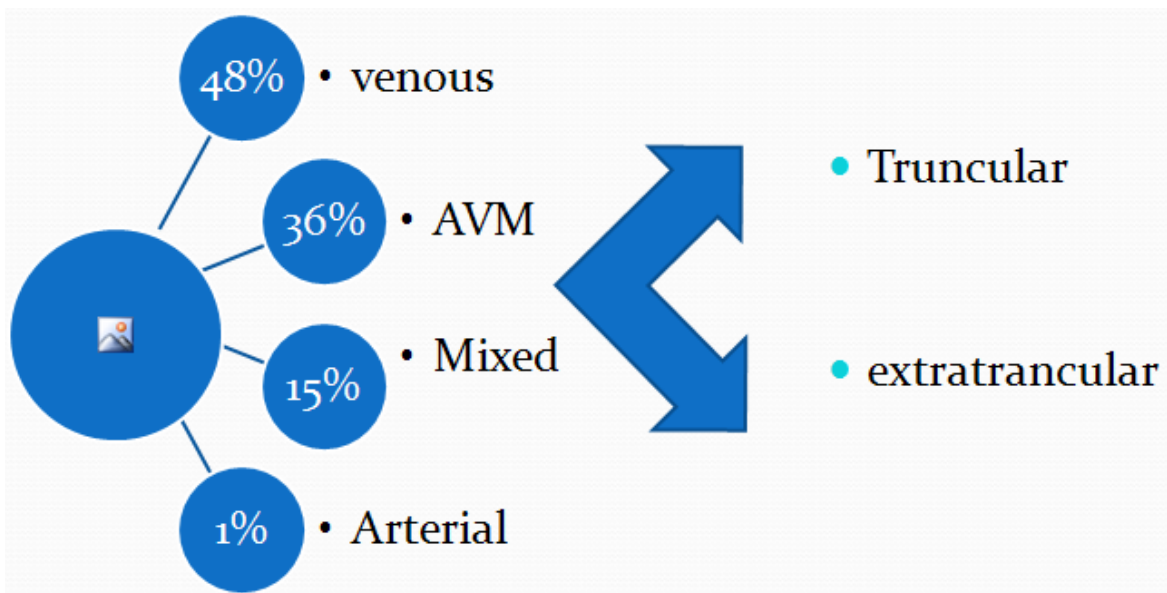 48% • venous
36% • AVM
15% • Mixed
1% • Arterial
• Truncular
• extratrancular